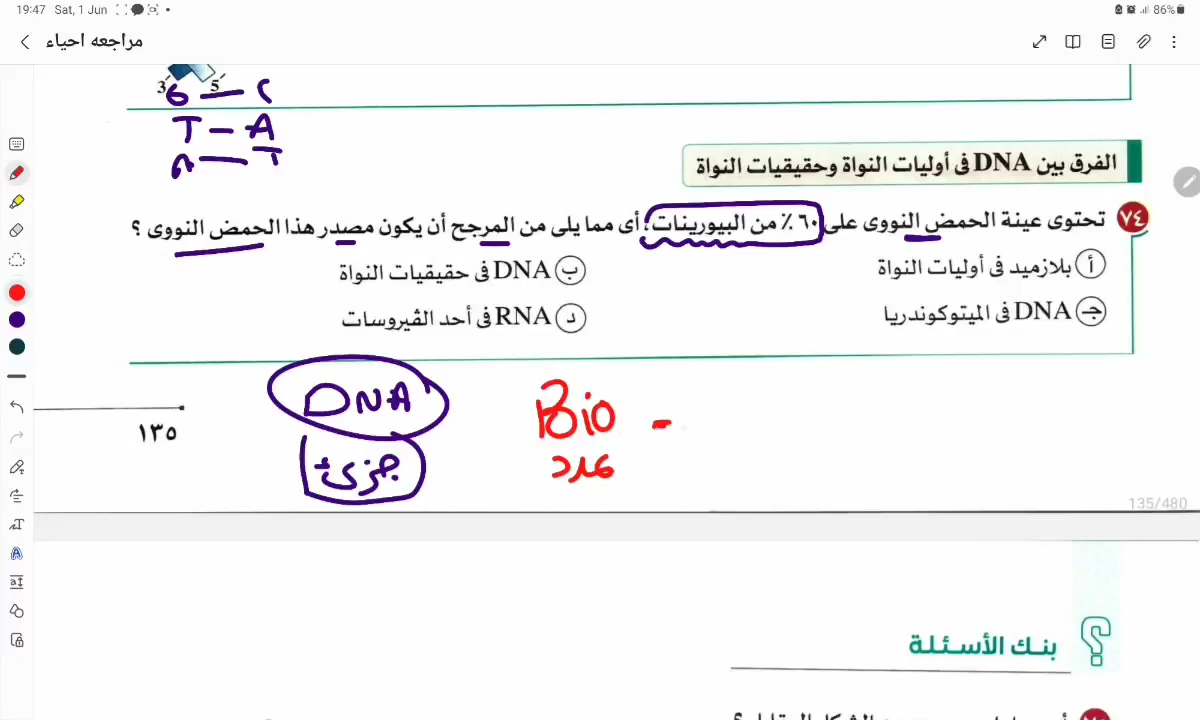 19:47 Sat, 1 Jun 86%
مراجعه احياء
3 5
G — C
T — A
A — T
الفرق بين DNA فى أوليات النواة وحقيقيات النواة
٧٤ تحتوى عينة الحمض النووى على ٦٠٪ من البيورينات، أى مما يلى من المرجح أن يكون مصدر هذا الحمض النووى ؟
أ بلازميد فى أوليات النواة
ب DNA فى حقيقيات النواة
جـ DNA فى الميتوكوندريا
د RNA فى أحد الڤيروسات
DNA
جزئ
Bio -
عدد
١٣٥
135/480
بنك الأسئلة